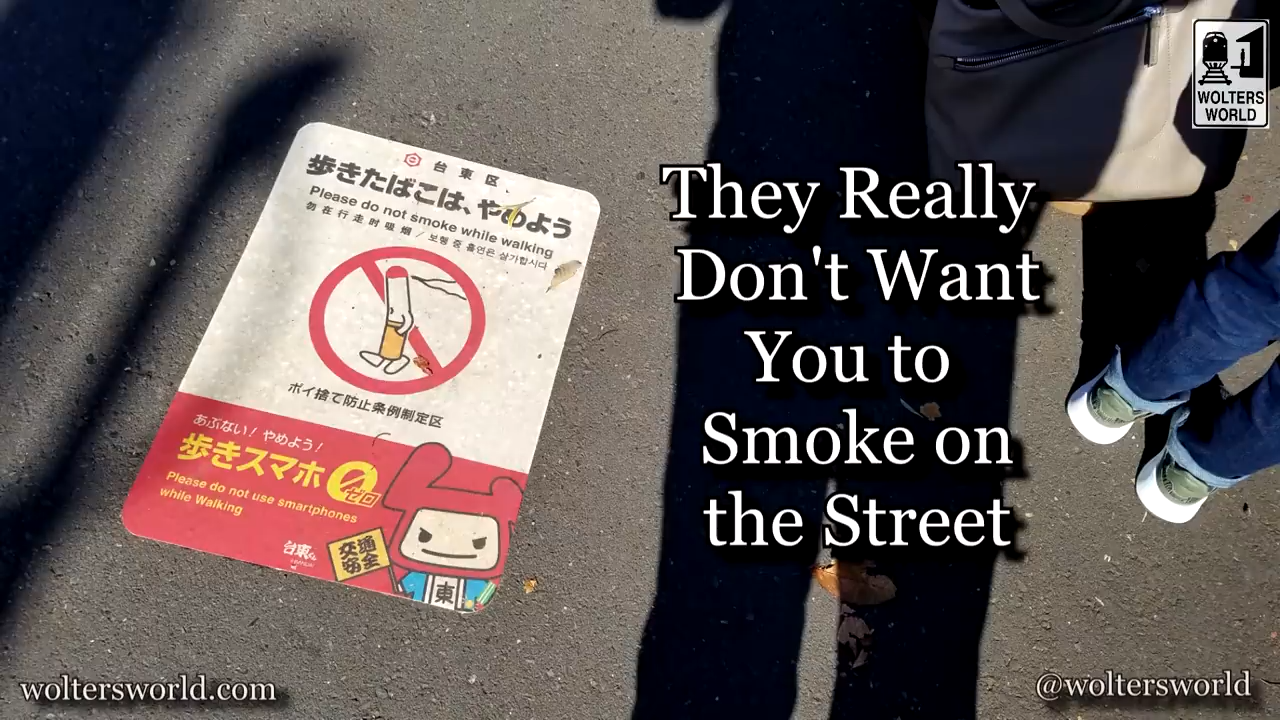 台東区
歩きたばこは、やめよう
Please do not smoke while walking
勿在行走时吸烟 / 보행 중 흡연은 삼가합시다
ポイ捨て防止条例制定区
あぶない！やめよう！
歩きスマホ0
ゼロ
Please do not use smartphones
while Walking
台東区
交通
安全
東
They Really
Don't Want
You to
Smoke on
the Street
WOLTERS
WORLD
woltersworld.com
@woltersworld